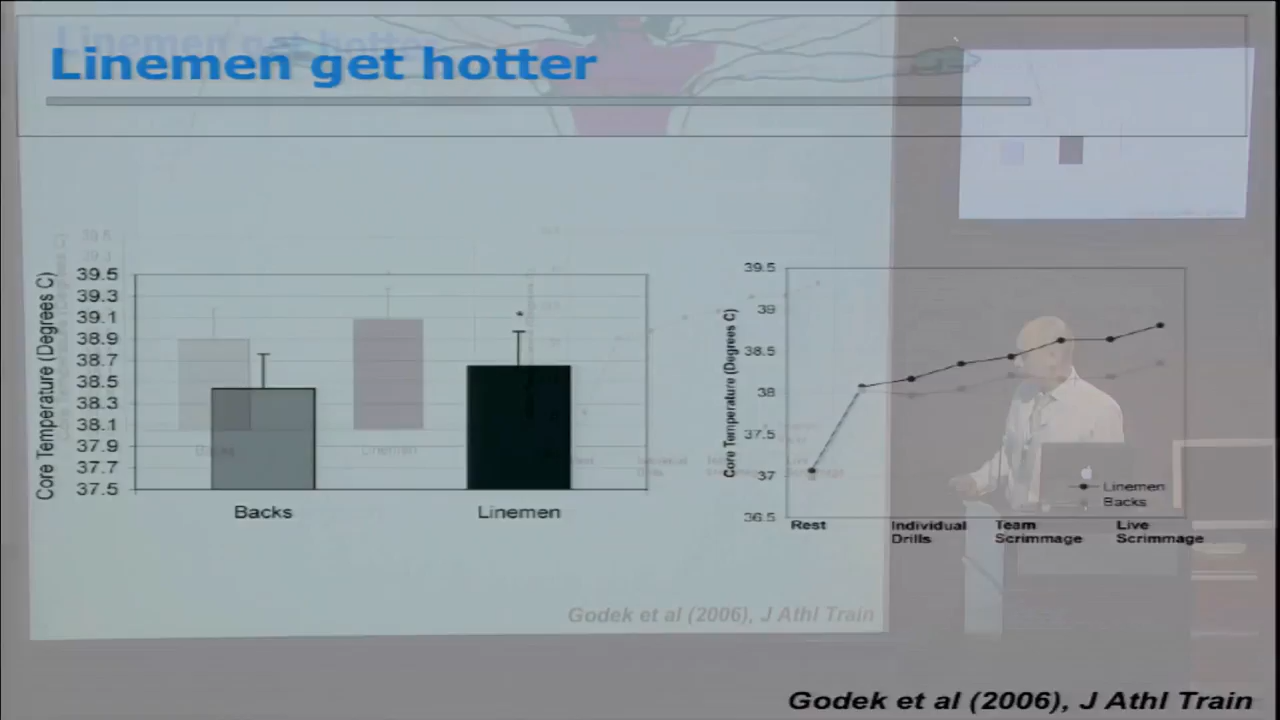 Linemen get hotter
Core Temperature (Degrees C)
39.5
39.3
39.1
38.9
38.7
38.5
38.3
38.1
37.9
37.7
37.5
Backs
Linemen
*
Core Temperature (Degrees C)
39.5
39
38.5
38
37.5
37
36.5
Rest
Individual
Drills
Team
Scrimmage
Live
Scrimmage
Linemen
Backs
Backs
Linemen
Godek et al (2006), J Athl Train
Godek et al (2006), J Athl Train